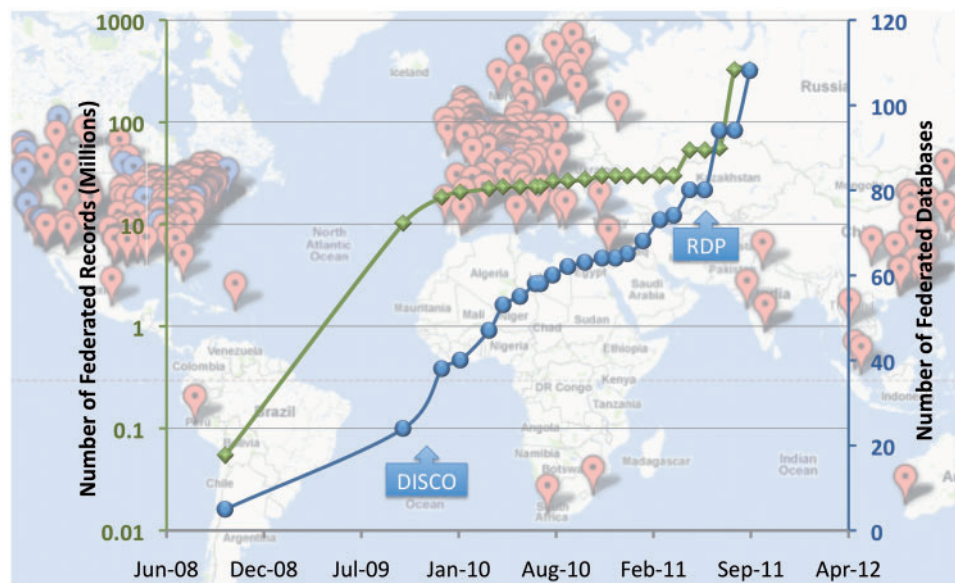 Number of Federated Records (Millions)
1000
100
10
1
0.1
0.01
Number of Federated Databases
120
100
80
60
40
20
0
Jun-08
Dec-08
Jul-09
Jan-10
Aug-10
Feb-11
Sep-11
Apr-12
DISCO
RDP
Iceland
Russia
Kazakhstan
North
Atlantic
Ocean
Algeria
Egypt
Saudi
Arabia
Pakistan
Mauritania
Mali
Niger
Chad
Sudan
Nigeria
Ethiopia
Venezuela
Colombia
DR Congo
Kenya
Tanzania
Peru
Brazil
Bolivia
Angola
Namibia
Madagascar
Indian
Ocean
Chile
Ocean
South
Africa
Argentina